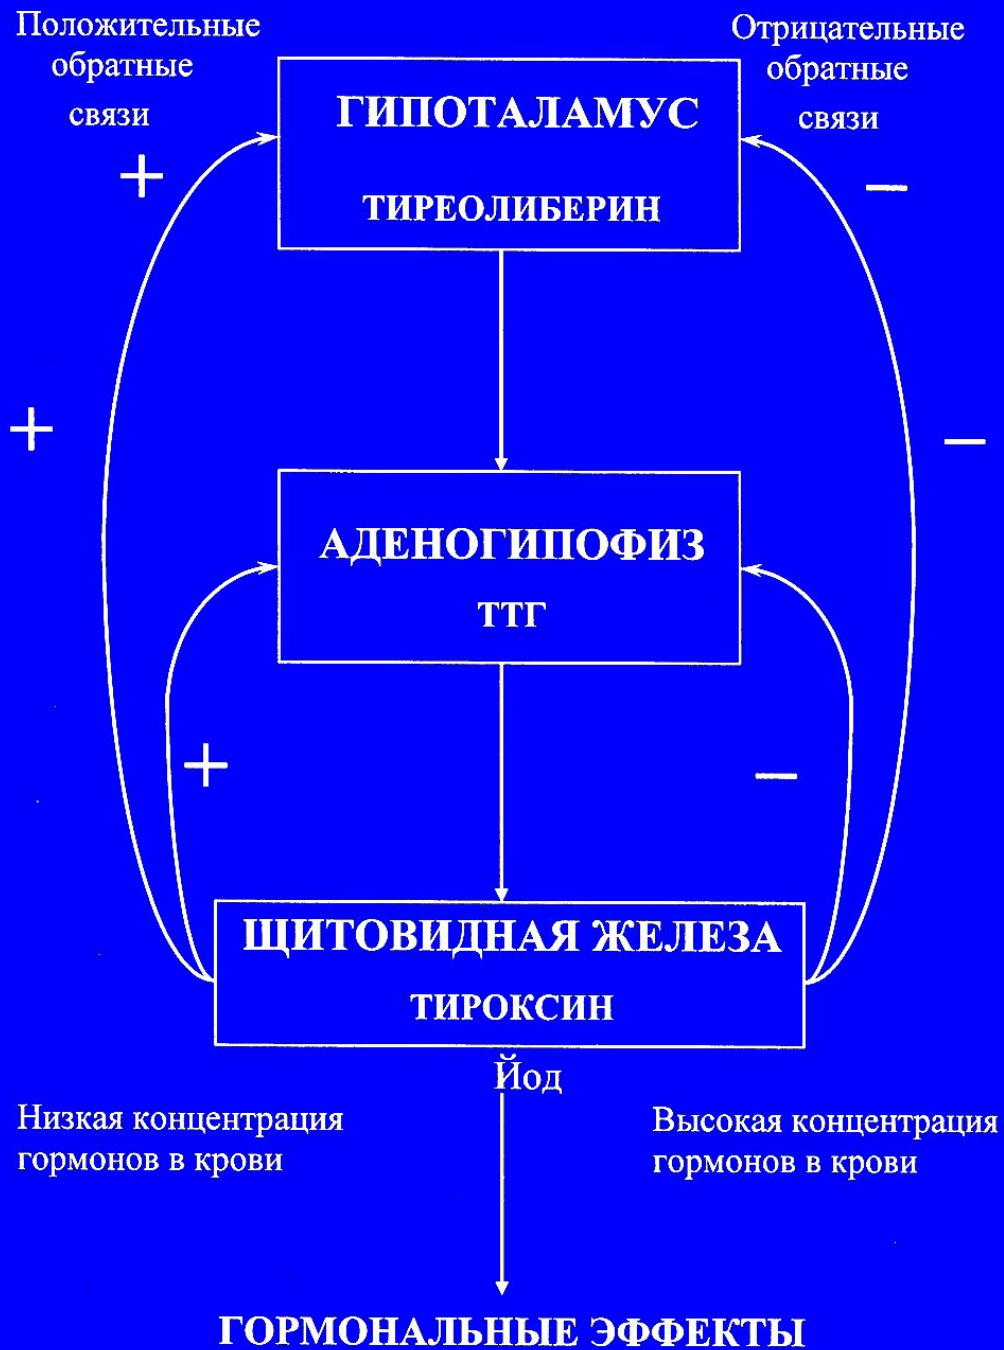 Положительные
обратные
связи
Отрицательные
обратные
связи
ГИПОТАЛАМУС
ТИРЕОЛИБЕРИН
+
−
+
−
АДЕНОГИПОФИЗ
ТТГ
+
−
ЩИТОВИДНАЯ ЖЕЛЕЗА
ТИРОКСИН
Йод
Низкая концентрация
гормонов в крови
Высокая концентрация
гормонов в крови
ГОРМОНАЛЬНЫЕ ЭФФЕКТЫ